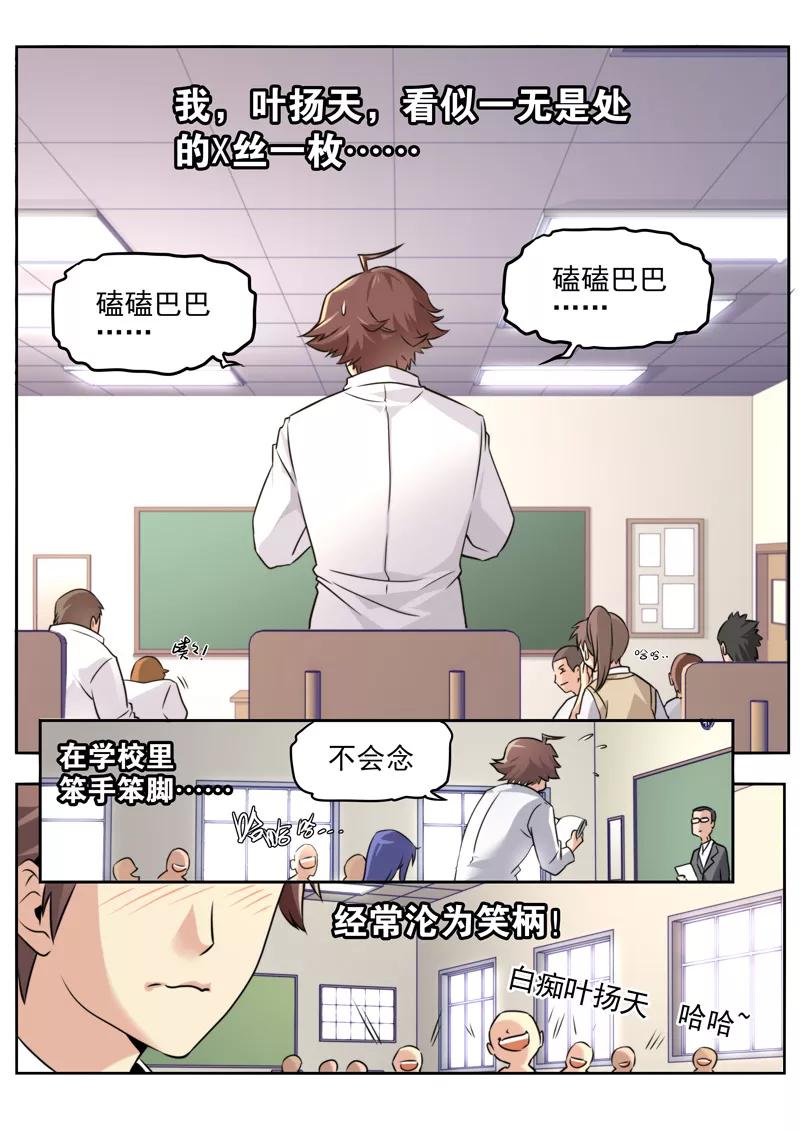 我，叶扬天，看似一无是处
的X丝一枚……
磕磕巴巴
……
磕磕巴巴
……
噗!
哈哈..
在学校里
笨手笨脚……
不会念
哈哈哈...
经常沦为笑柄!
白痴叶扬天
哈哈~